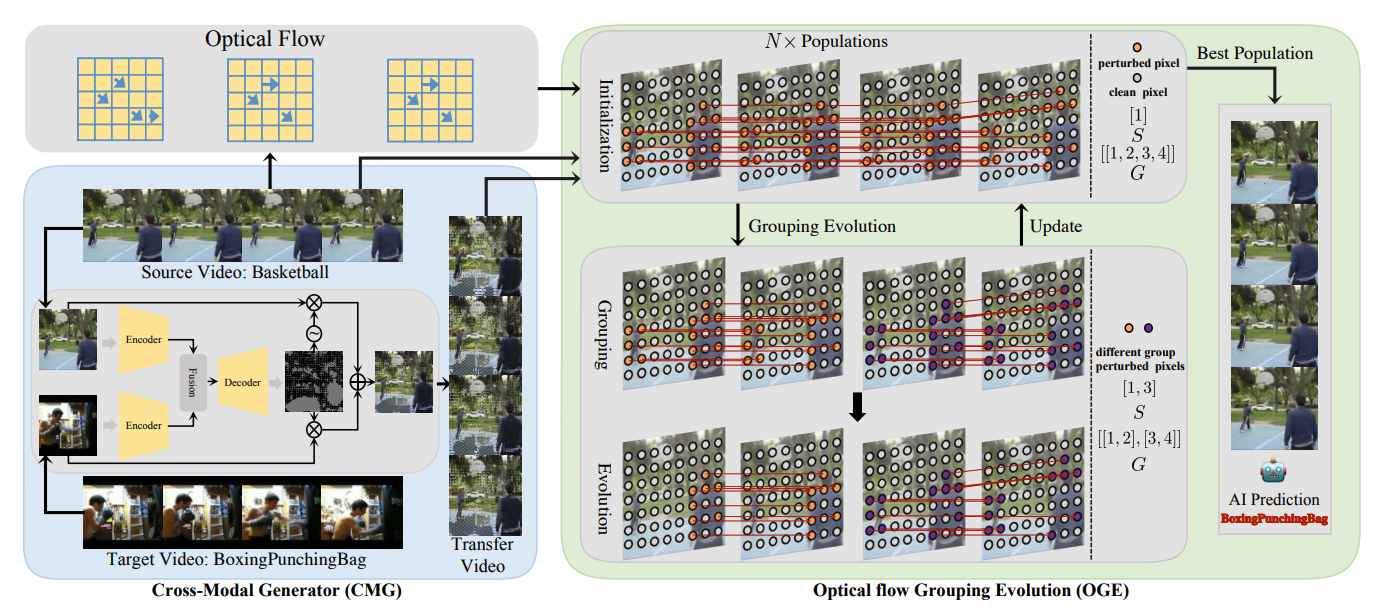 Optical Flow
Source Video: Basketball
Encoder
Encoder
Fusion
Decoder
~
Target Video: BoxingPunchingBag
Transfer
Video
Cross-Modal Generator (CMG)
N× Populations
Initialization
perturbed pixel
clean pixel
[1]
S
[[1, 2, 3, 4]]
G
Grouping Evolution
Update
Grouping
Evolution
different group
perturbed pixels
[1, 3]
S
[[1, 2], [3, 4]]
G
Optical flow Grouping Evolution (OGE)
Best Population
AI Prediction
BoxingPunchingBag